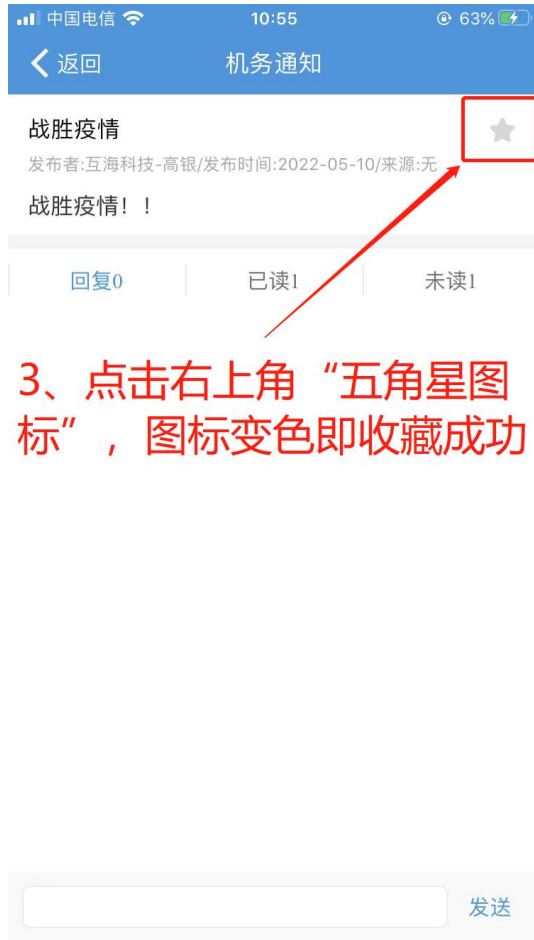 中国电信 10:55 63%
返回 机务通知
战胜疫情
发布者:互海科技-高银/发布时间:2022-05-10/来源:无
战胜疫情！！
回复0 已读1 未读1
3、点击右上角“五角星图
标”，图标变色即收藏成功
发送